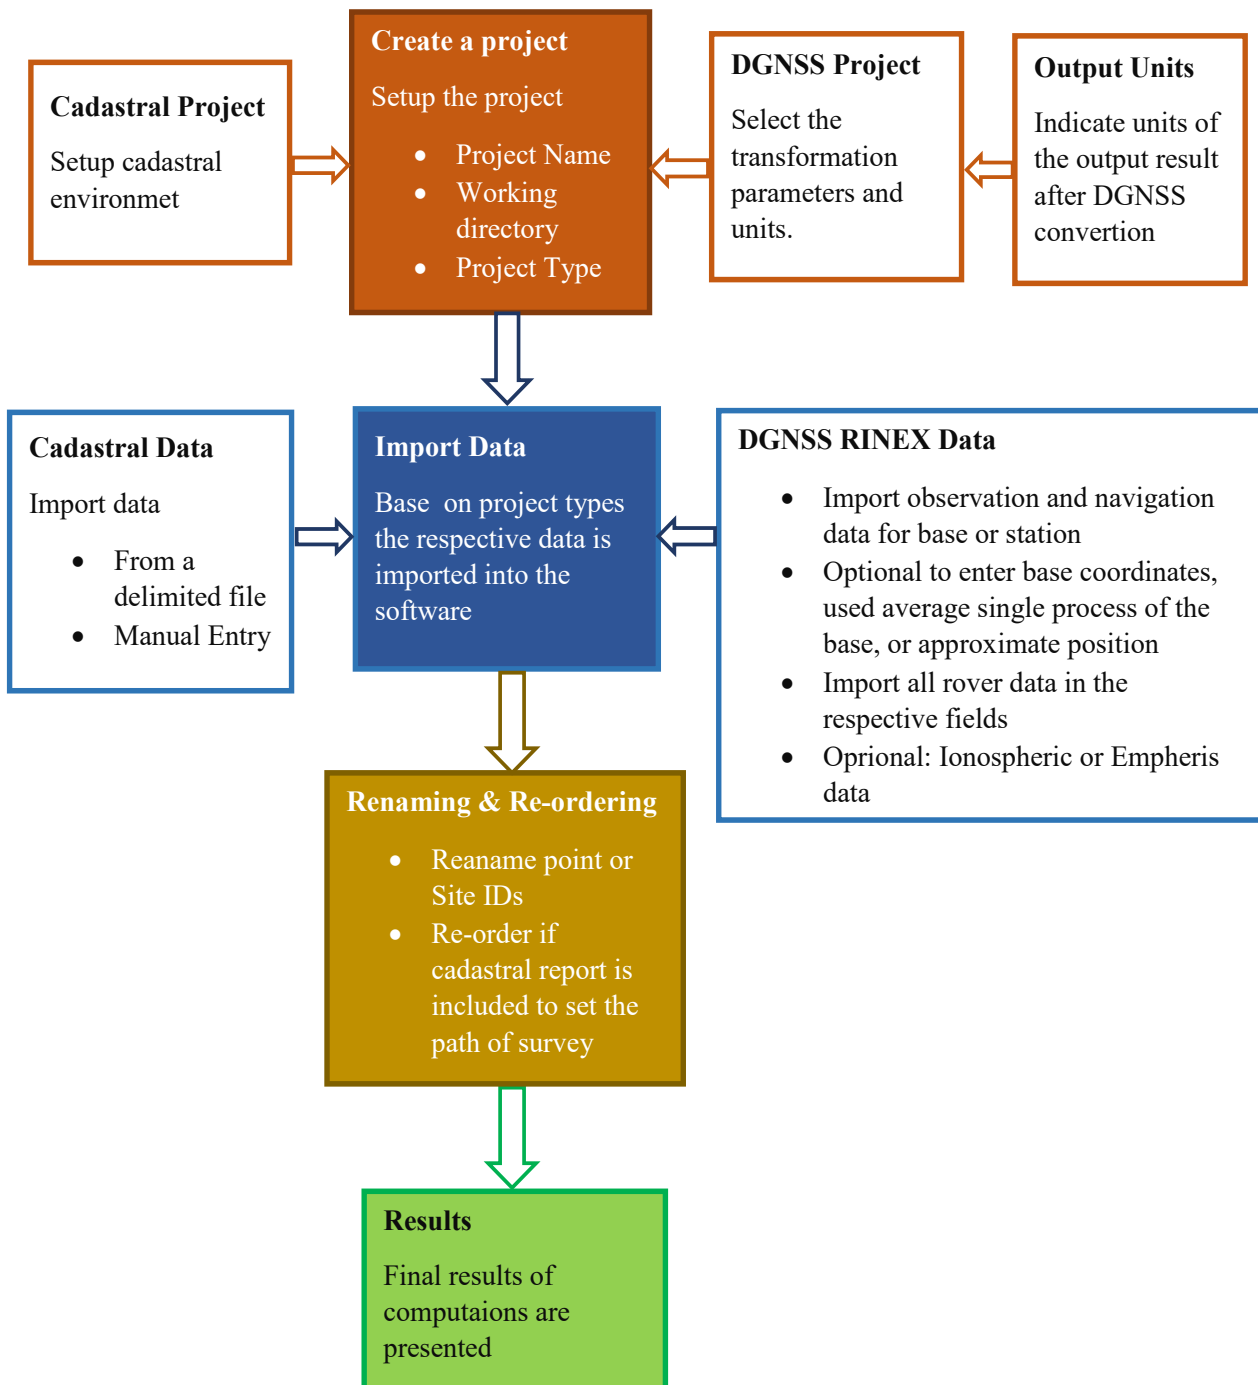 Create a project
Setup the project
• Project Name
• Working
directory
• Project Type
Cadastral Project
Setup cadastral
environmet
DGNSS Project
Select the
transformation
parameters and
units.
Output Units
Indicate units of
the output result
after DGNSS
convertion
Cadastral Data
Import data
• From a
delimited file
• Manual Entry
Import Data
Base on project types
the respective data is
imported into the
software
DGNSS RINEX Data
• Import observation and navigation
data for base or station
• Optional to enter base coordinates,
used average single process of the
base, or approximate position
• Import all rover data in the
respective fields
• Oprional: Ionospheric or Empheris
data
Renaming & Re-ordering
• Reaname point or
Site IDs
• Re-order if
cadastral report is
included to set the
path of survey
Results
Final results of
computaions are
presented